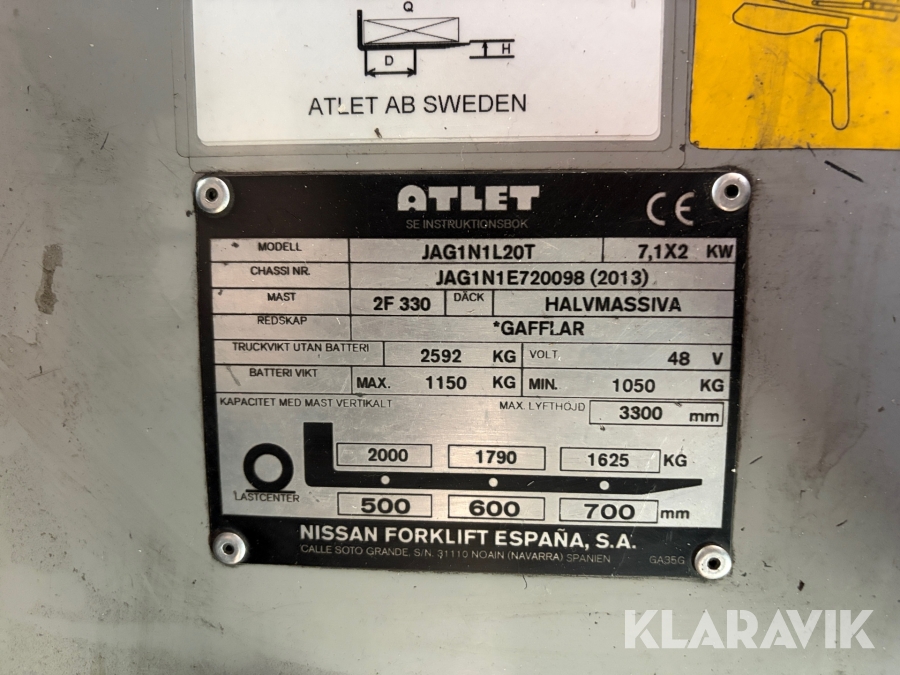 Q
D
H
ATLET AB SWEDEN
ATLET
CE
SE INSTRUKTIONSBOK
MODELL JAG1N1L20T 7,1X2 KW
CHASSI NR. JAG1N1E720098 (2013)
MAST 2F 330 DÄCK HALVMASSIVA
REDSKAP *GAFFLAR
TRUCKVIKT UTAN BATTERI 2592 KG VOLT. 48 V
BATTERI VIKT MAX. 1150 KG MIN. 1050 KG
KAPACITET MED MAST VERTIKALT MAX. LYFTHÖJD 3300 mm
2000 1790 1625 KG
LASTCENTER 500 600 700 mm
NISSAN FORKLIFT ESPAÑA, S.A.
CALLE SOTO GRANDE, S/N. 31110 NOAIN (NAVARRA) SPANIEN GA35G
KLARAVIK